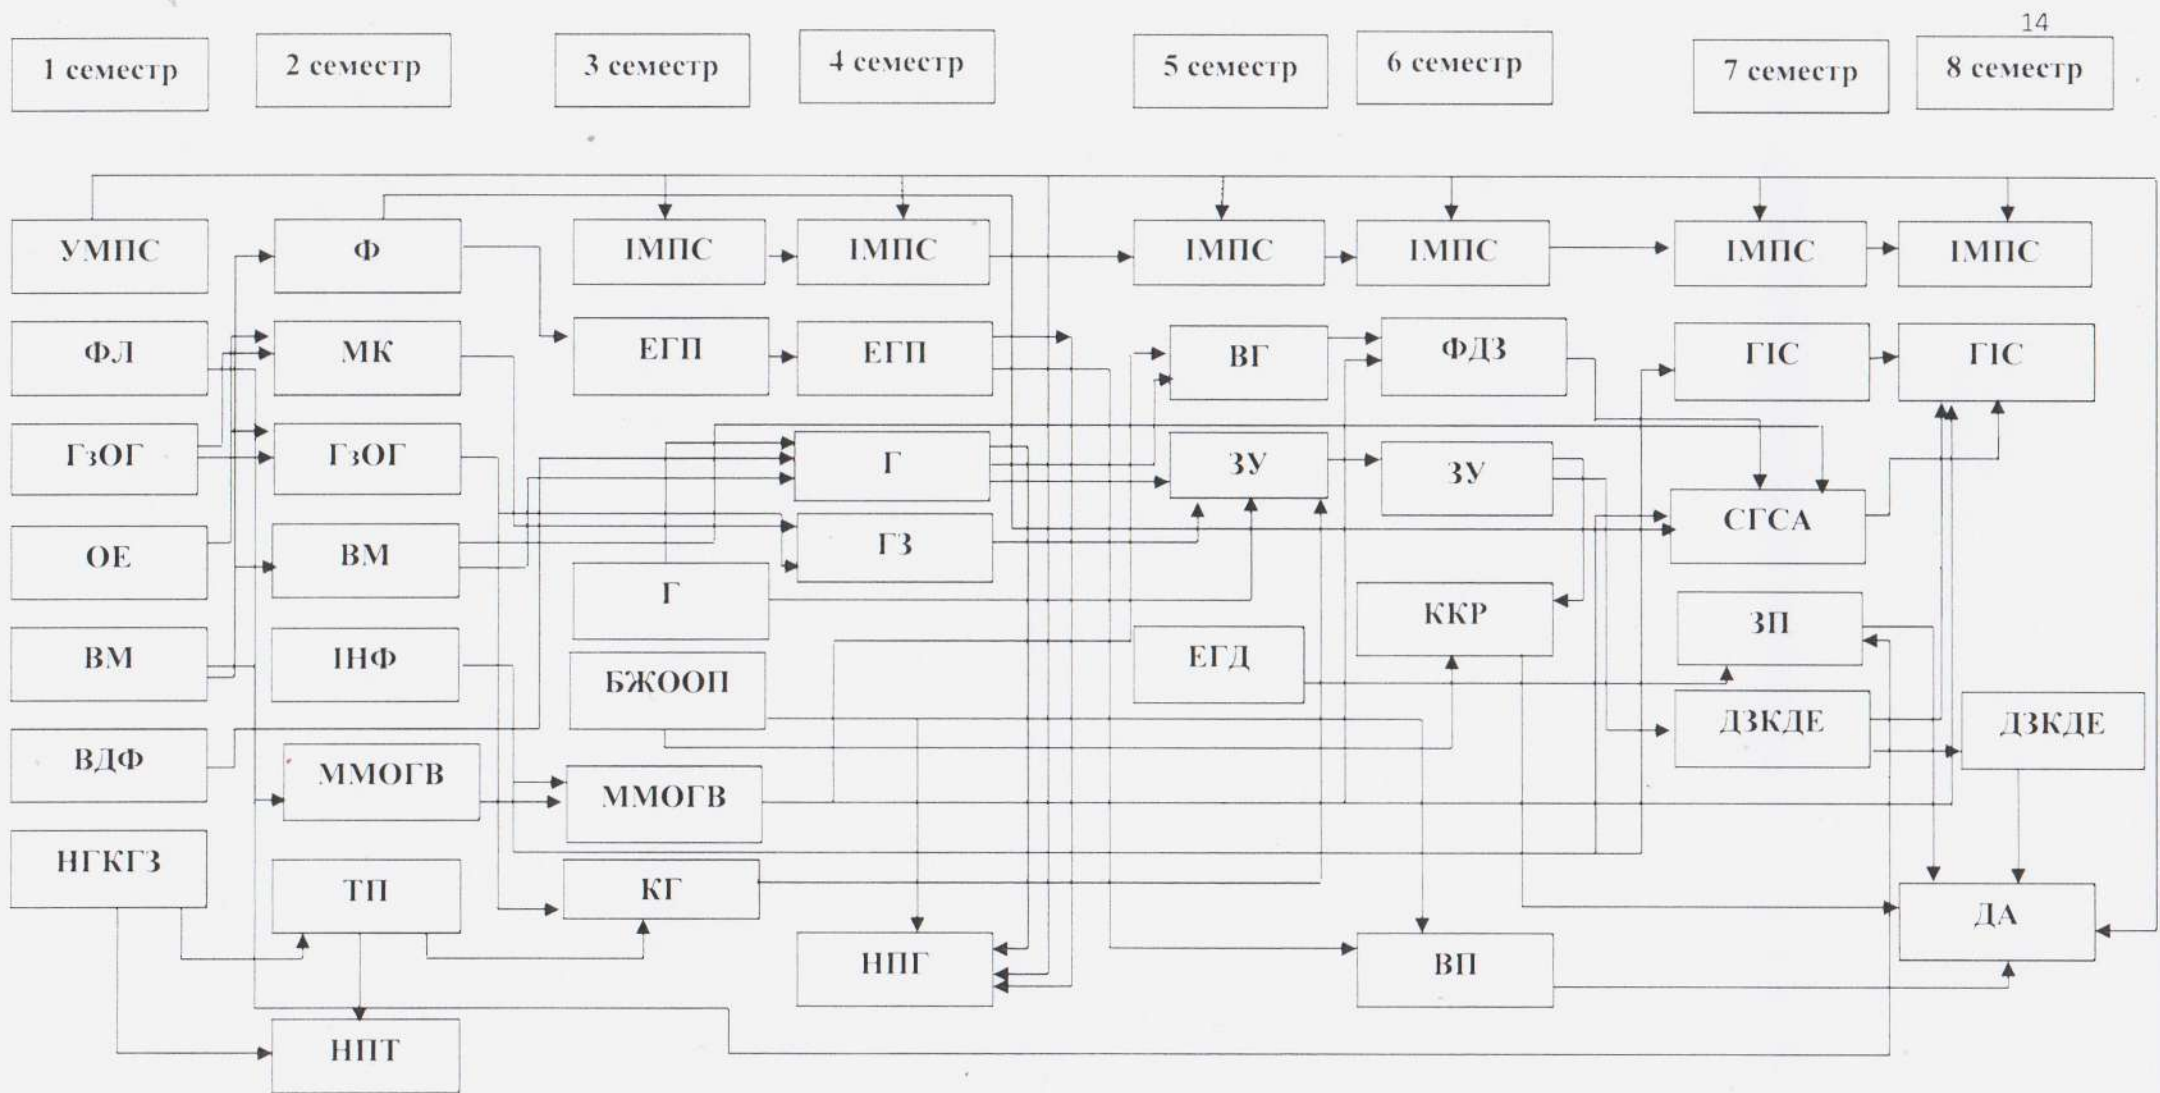 14
1 семестр
2 семестр
3 семестр
4 семестр
5 семестр
6 семестр
7 семестр
8 семестр
УМПС
Ф
ІМПС
ІМПС
ІМПС
ІМПС
ІМПС
ІМПС
ФЛ
МК
ЕГП
ЕГП
ВГ
ФДЗ
ГІС
ГІС
ГзОГ
ГзОГ
Г
ЗУ
ЗУ
СГСА
ОЕ
ВМ
ГЗ
Г
ККР
ЗП
ВМ
ІНФ
БЖООП
ЕГД
ДЗКДЕ
ДЗКДЕ
ВДФ
ММОГВ
ММОГВ
НГКГЗ
ТП
КГ
ДА
НПГ
ВП
НПТ